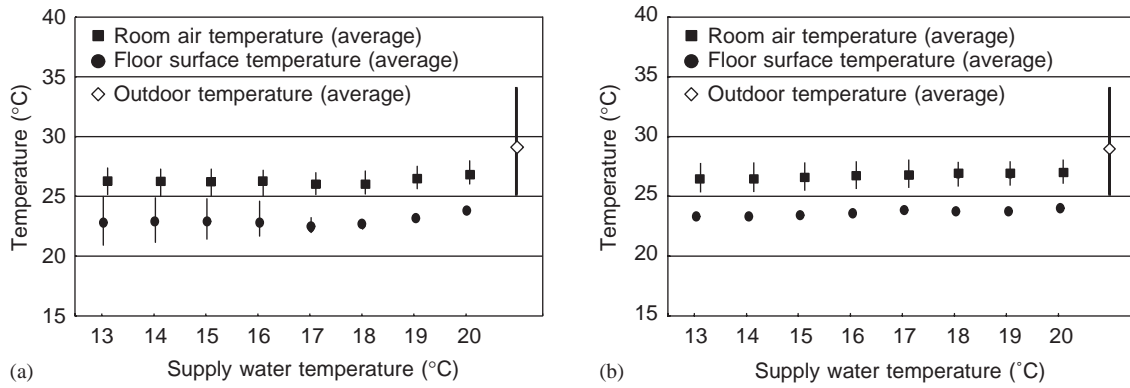 40
35
30
25
20
15
Temperature (°C)
Room air temperature (average)
Floor surface temperature (average)
Outdoor temperature (average)
13 14 15 16 17 18 19 20
(a) Supply water temperature (°C)
40
35
30
25
20
15
Temperature (°C)
Room air temperature (average)
Floor surface temperature (average)
Outdoor temperature (average)
13 14 15 16 17 18 19 20
(b) Supply water temperature (˚C)